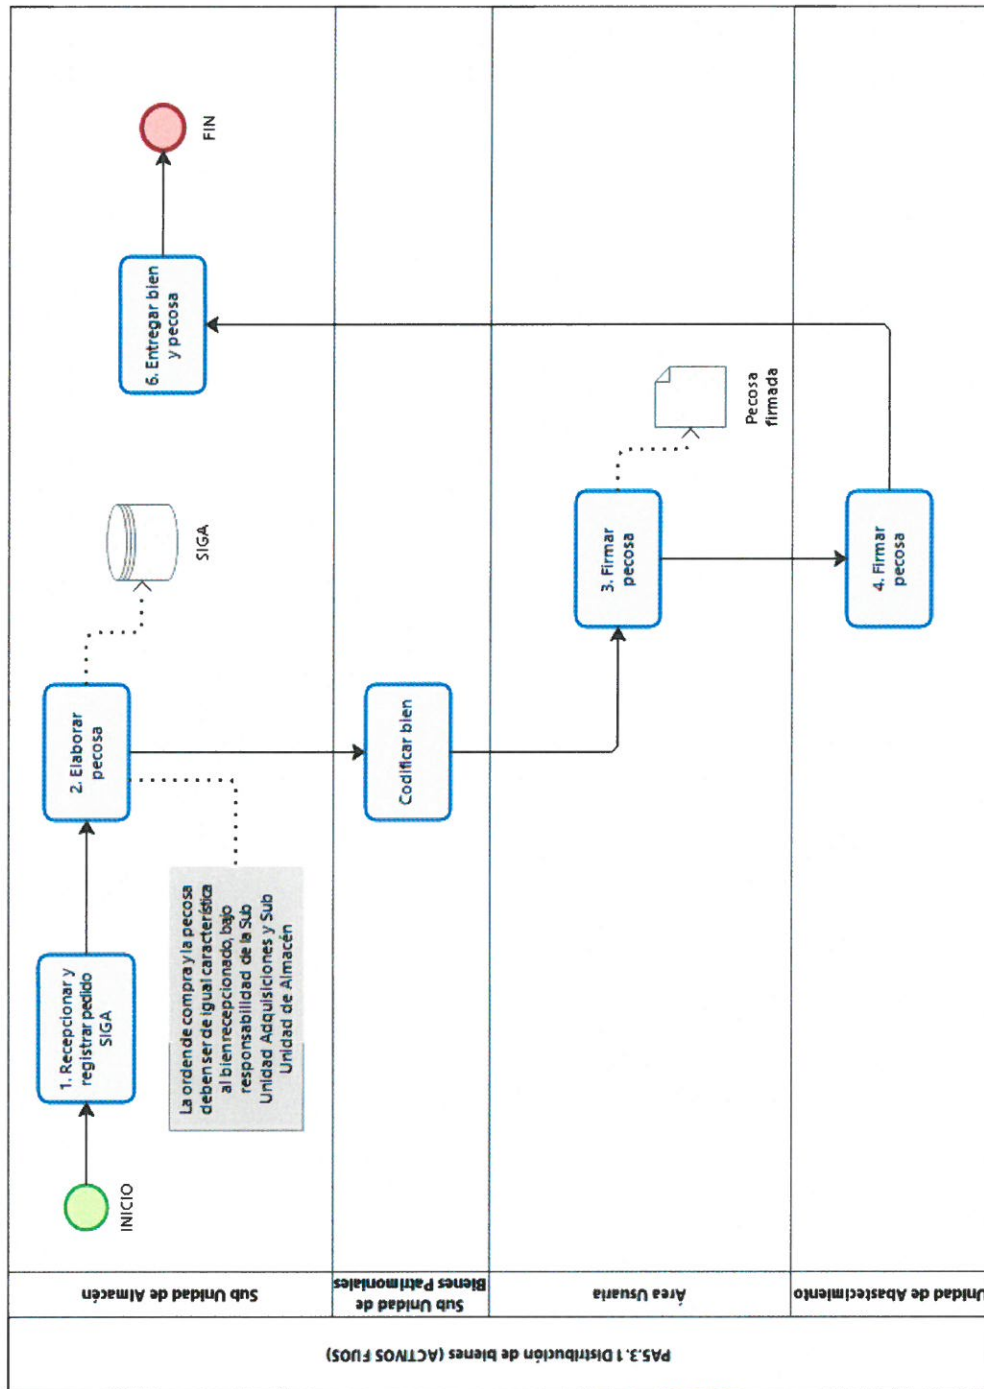 PA5.3.1 Distribución de bienes (ACTIVOS FIJOS)
Sub Unidad de Almacén
INICIO
1. Recepcionar y
registrar pedido
SIGA
2. Elaborar
pecosa
La orden de compra y la pecosa
deben ser de igual característica
al bien recepcionado, bajo
responsabilidad de la Sub
Unidad Adquisiciones y Sub
Unidad de Almacén
SIGA
6. Entregar bien
y pecosa
FIN
Sub Unidad de
Bienes Patrimoniales
Codificar bien
Área Usuaria
3. Firmar
pecosa
Pecosa
firmada
Unidad de Abastecimiento
4. Firmar
pecosa